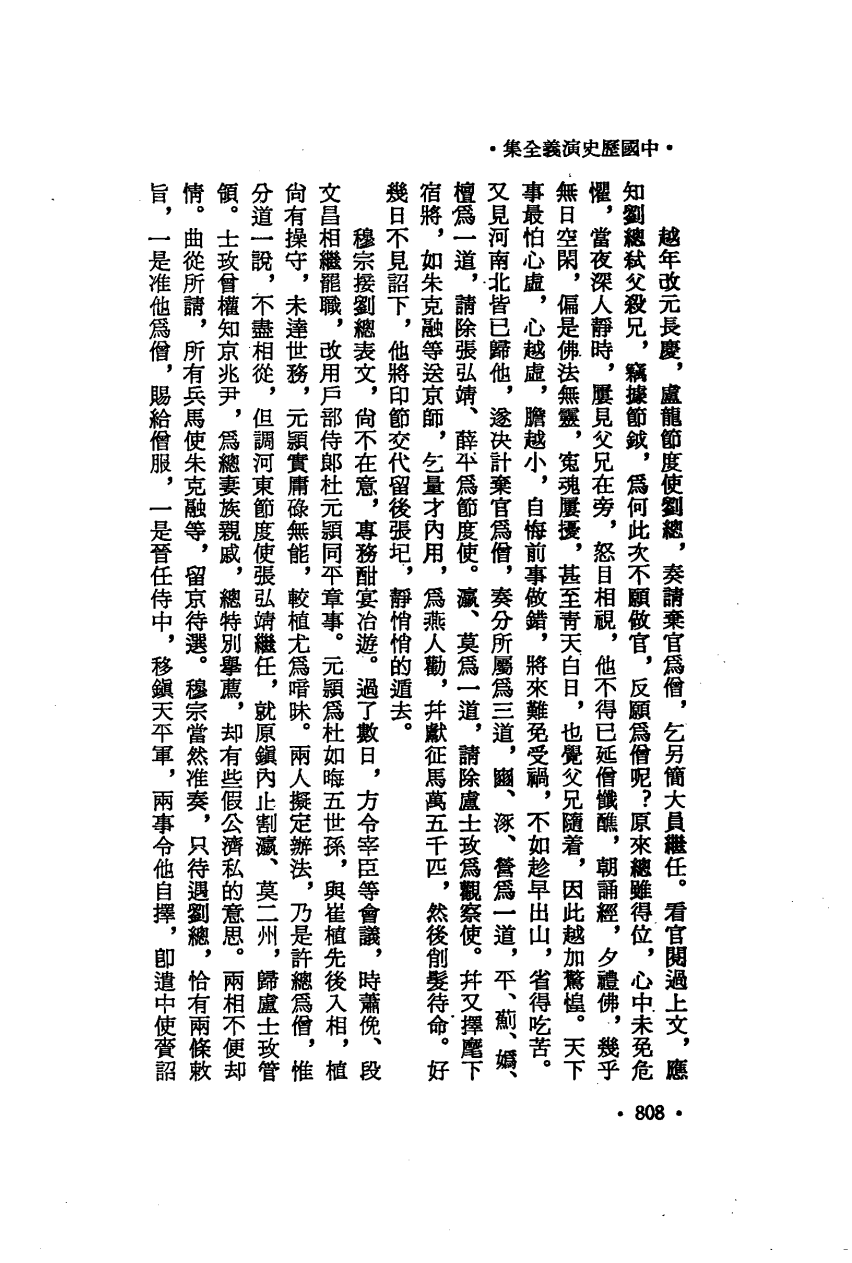 ·中國歷史演義全集·
越年改元長慶，盧龍節度使劉總，奏請棄官爲僧，乞另簡大員繼任。看官閱過上文，應
知劉總弒父殺兄，竊據節鉞，爲何此次不願做官，反願爲僧呢？原來總雖得位，心中未免危
懼，當夜深人靜時，屢見父兄在旁，怒目相視，他不得已延僧懺醮，朝誦經，夕禮佛，幾乎
無日空閑，偏是佛法無靈，寃魂屢擾，甚至靑天白日，也覺父兄隨着，因此越加驚惶。天下
事最怕心虛，心越虛，膽越小，自悔前事做錯，將來難免受禍，不如趁早出山，省得吃苦。
又見河南北皆已歸他，遂決計棄官爲僧，奏分所屬爲三道，幽、涿、營爲一道，平、薊、嬀、
檀爲一道，請除張弘靖、薛平爲節度使。瀛、莫爲一道，請除盧士玫爲觀察使。幷又擇麾下
宿將，如朱克融等送京師，乞量才內用，爲燕人勸，幷獻征馬萬五千匹，然後削髮待命。好
幾日不見詔下，他將印節交代留後張圮，靜悄悄的遁去。
穆宗接劉總表文，尙不在意，專務酣宴冶遊。過了數日，方令宰臣等會議，時蕭俛、段
文昌相繼罷職，改用戶部侍郞杜元穎同平章事。元穎爲杜如晦五世孫，與崔植先後入相，植
尙有操守，未達世務，元穎實庸碌無能，較植尤爲喑昧。兩人擬定辦法，乃是許總爲僧，惟
分道一說，不盡相從，但調河東節度使張弘靖繼任，就原鎭內止割瀛、莫二州，歸盧士玫管
領。士玫曾權知京兆尹，爲總妻族親戚，總特別擧薦，却有些假公濟私的意思。兩相不便却
情。曲從所請，所有兵馬使朱克融等，留京待選。穆宗當然准奏，只待遇劉總，恰有兩條敕
旨，一是准他爲僧，賜給僧服，一是晉任侍中，移鎭天平軍，兩事令他自擇，卽遣中使賫詔
·808·